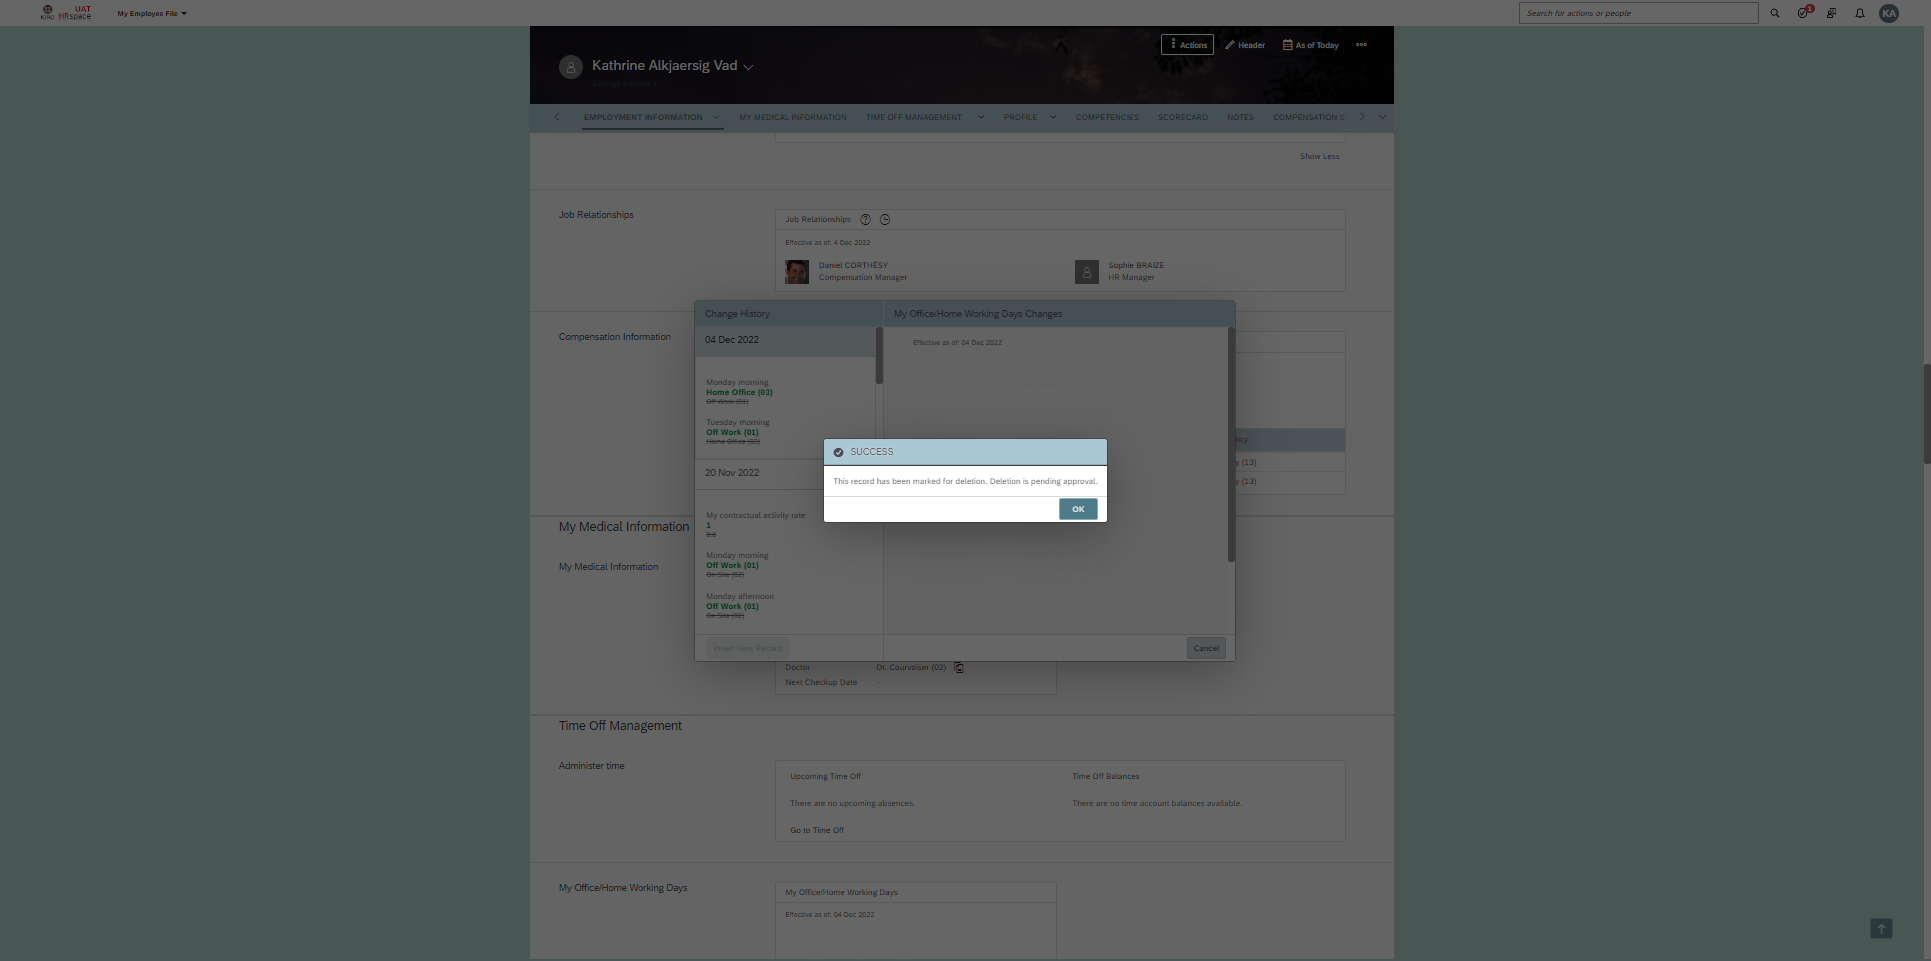 ICRC
UAT
HRspace
My Employee File
Search for actions or people
1
KA
Actions
Header
As of Today
Kathrine Alkjaersig Vad
EMPLOYMENT INFORMATION
MY MEDICAL INFORMATION
TIME OFF MANAGEMENT
PROFILE
COMPETENCIES
SCORECARD
NOTES
COMPENSATION S
Show Less
Job Relationships
Job Relationships
Effective as of: 4 Dec 2022
Daniel CORTHÉSY
Compensation Manager
Sophie BRAIZE
HR Manager
Compensation Information
Change History
04 Dec 2022
Monday morning
Home Office (03)
Off Work (01)
Tuesday morning
Off Work (01)
Home Office (03)
20 Nov 2022
My contractual activity rate
1
0.8
Monday morning
Off Work (01)
On Site (02)
Monday afternoon
Off Work (01)
On Site (02)
Insert New Record
My Office/Home Working Days Changes
Effective as of: 04 Dec 2022
Cancel
SUCCESS
This record has been marked for deletion. Deletion is pending approval.
OK
ncy
y (13)
y (13)
My Medical Information
My Medical Information
Doctor
Dr. Courvoiser (02)
Next Checkup Date
-
Time Off Management
Administer time
Upcoming Time Off
Time Off Balances
There are no upcoming absences.
There are no time account balances available.
Go to Time Off
My Office/Home Working Days
My Office/Home Working Days
Effective as of: 04 Dec 2022